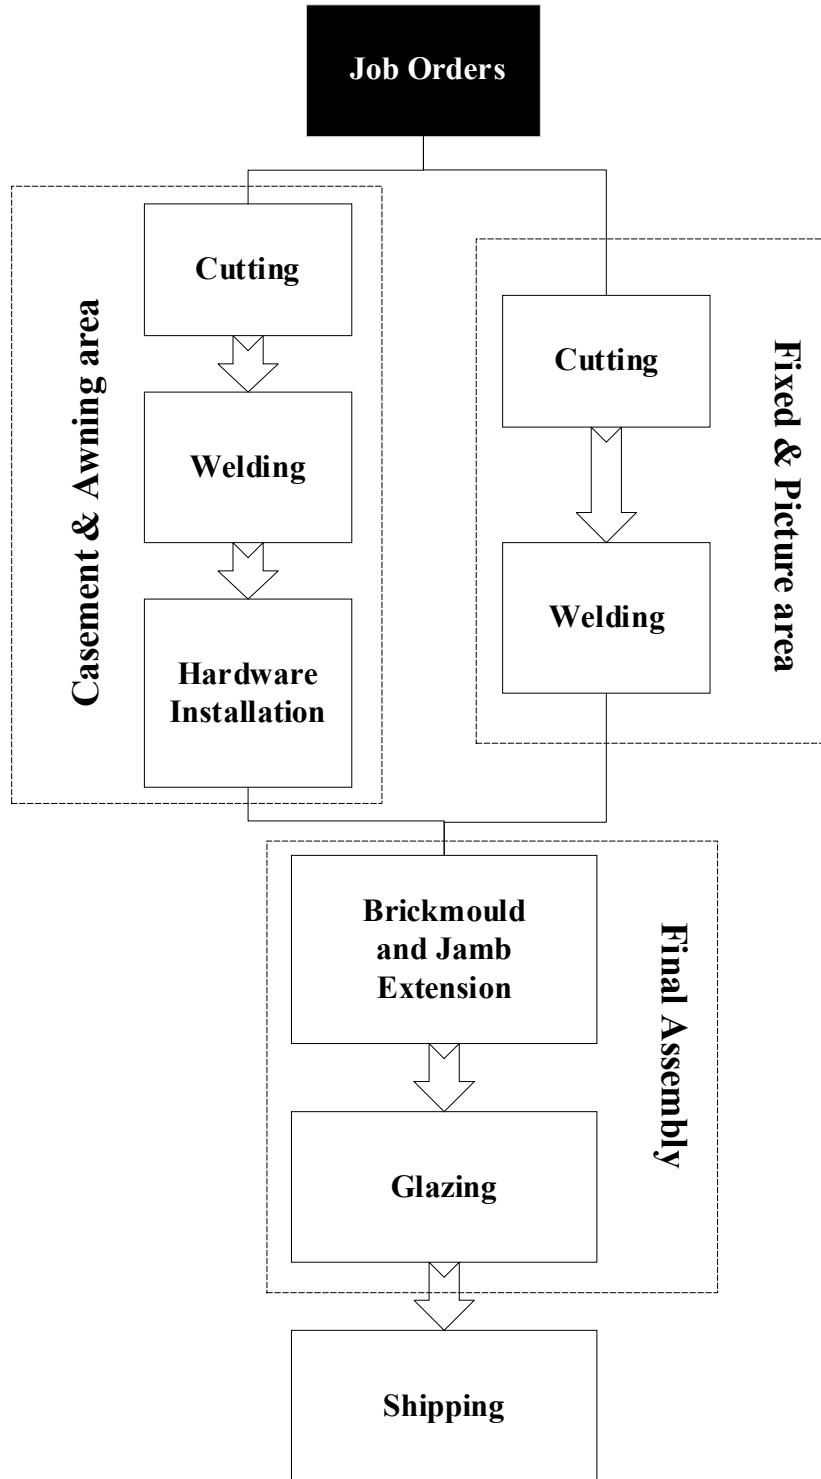 Job Orders
Casement & Awning area
Cutting
Welding
Hardware
Installation
Fixed & Picture area
Cutting
Welding
Final Assembly
Brickmould
and Jamb
Extension
Glazing
Shipping